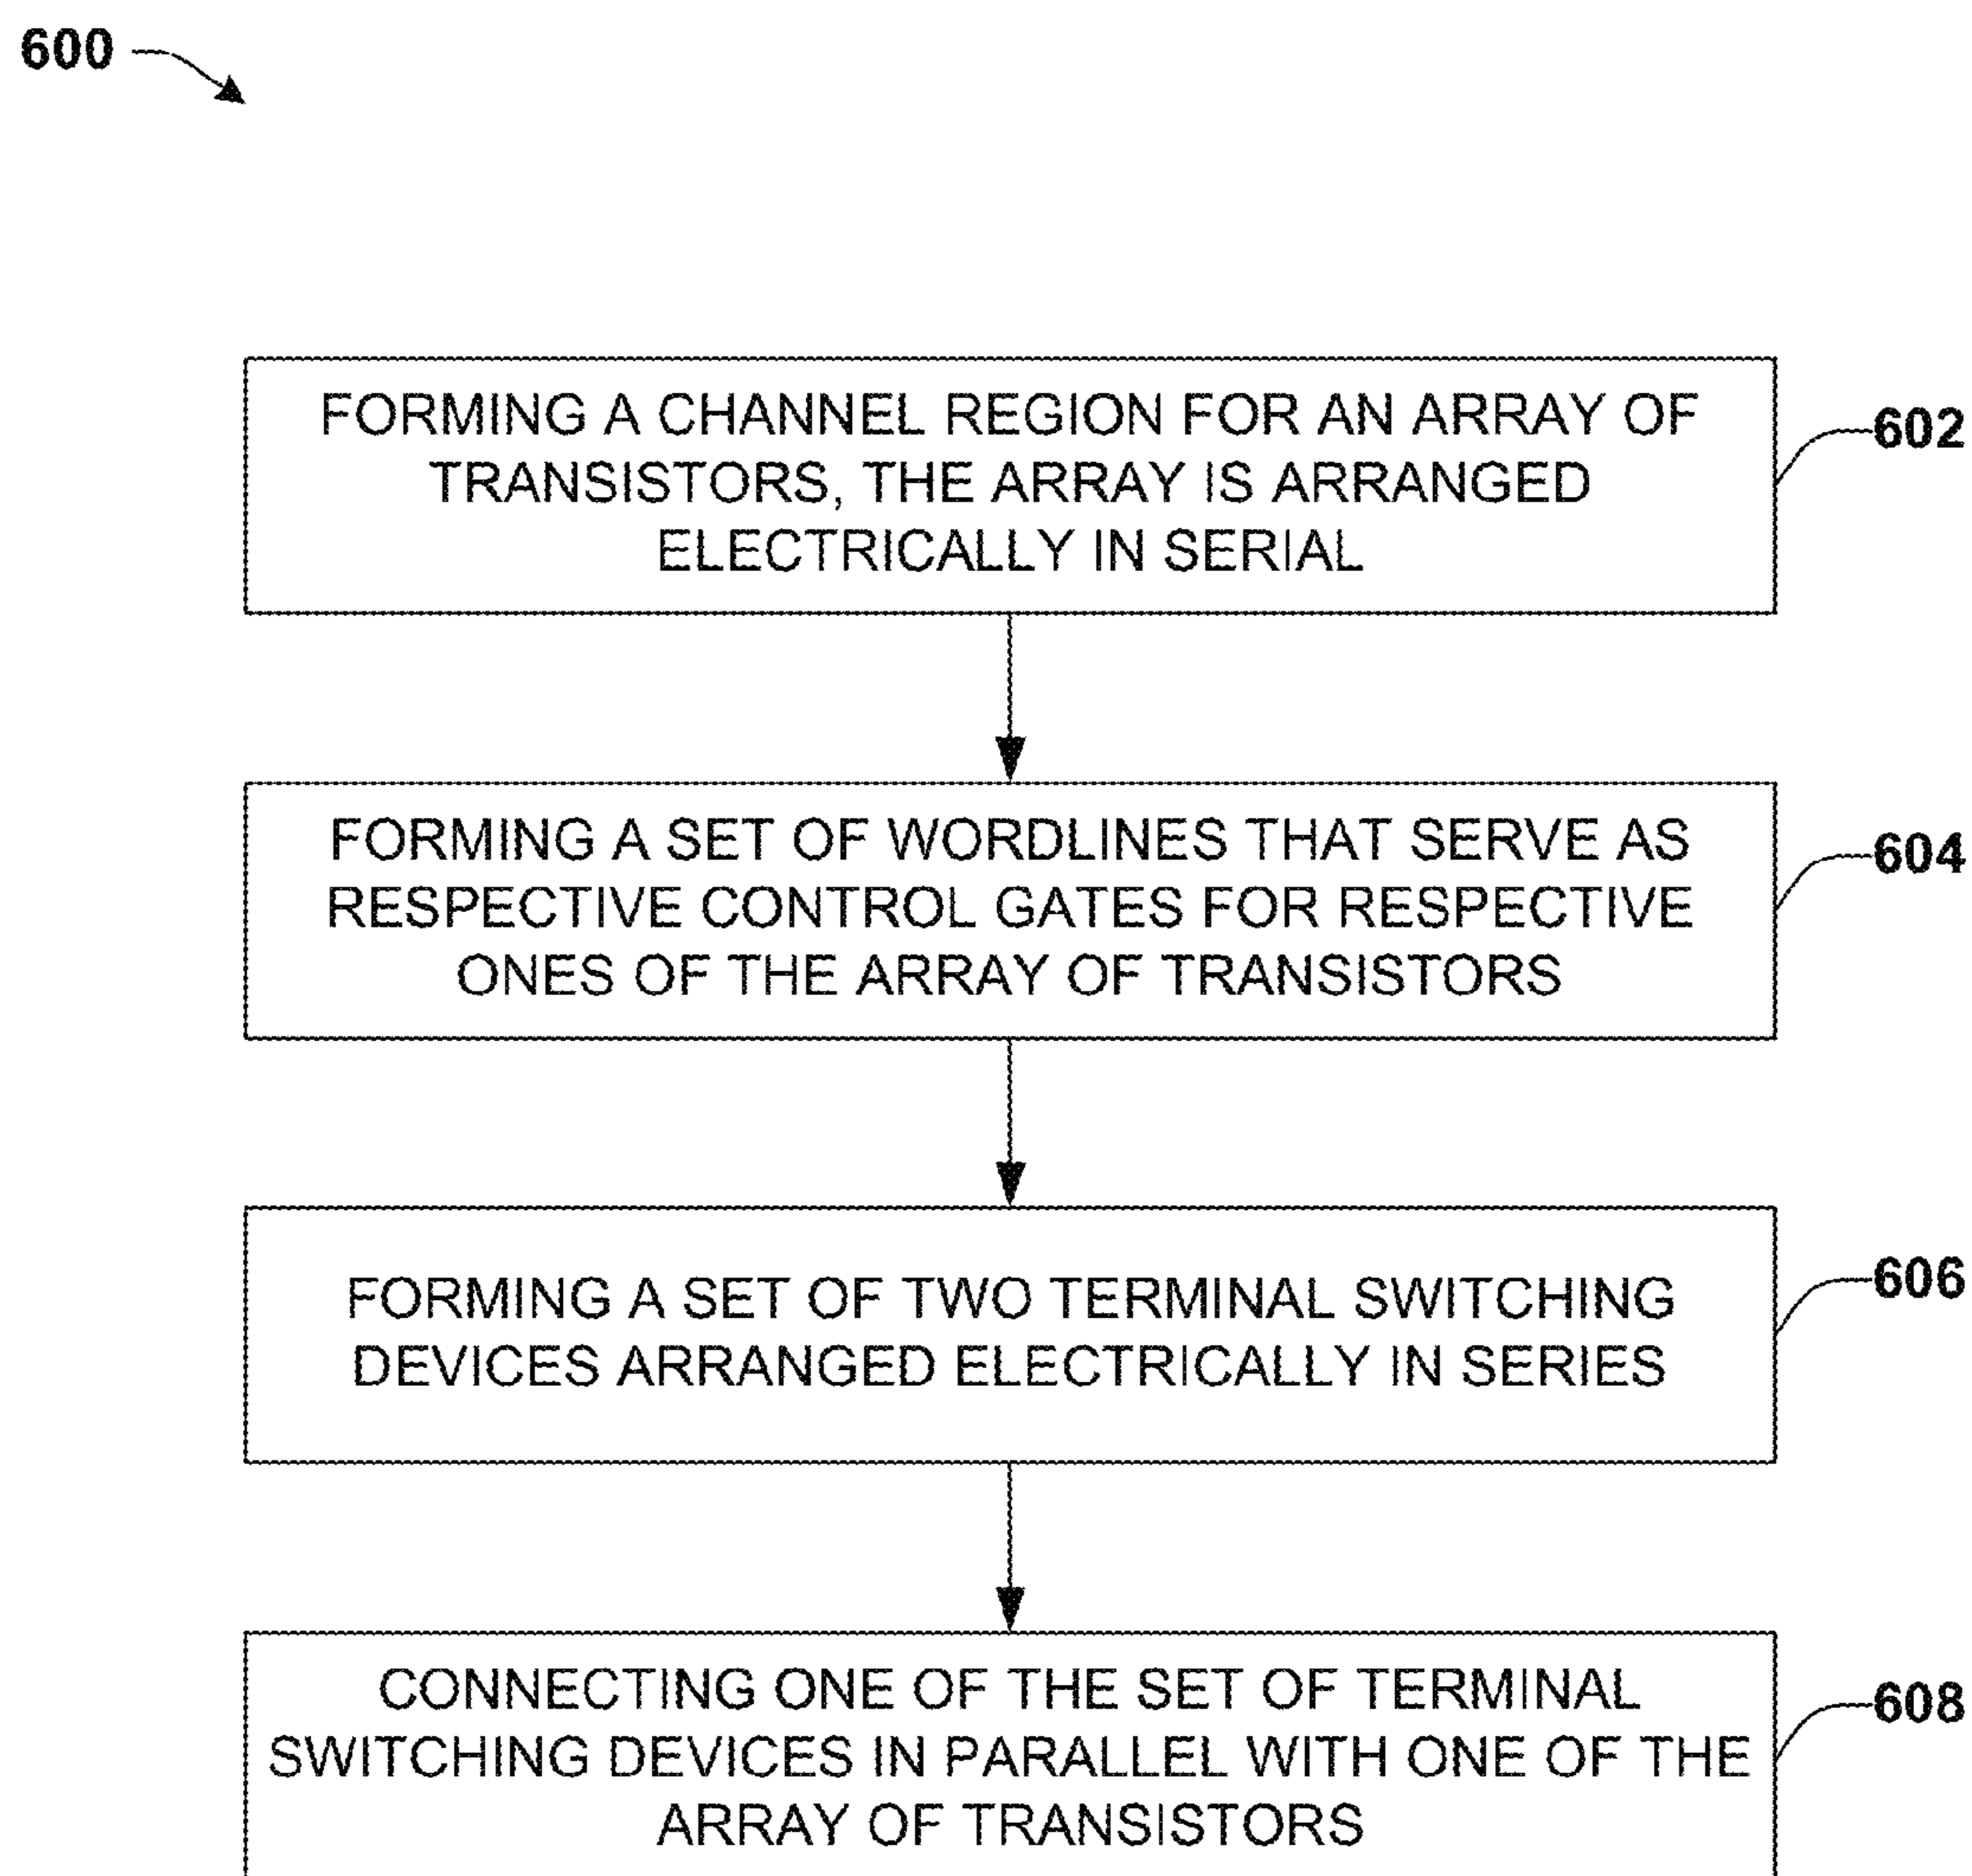 600
FORMING A CHANNEL REGION FOR AN ARRAY OF
TRANSISTORS, THE ARRAY IS ARRANGED
ELECTRICALLY IN SERIAL
602
FORMING A SET OF WORDLINES THAT SERVE AS
RESPECTIVE CONTROL GATES FOR RESPECTIVE
ONES OF THE ARRAY OF TRANSISTORS
604
FORMING A SET OF TWO TERMINAL SWITCHING
DEVICES ARRANGED ELECTRICALLY IN SERIES
606
CONNECTING ONE OF THE SET OF TERMINAL
SWITCHING DEVICES IN PARALLEL WITH ONE OF THE
ARRAY OF TRANSISTORS
608